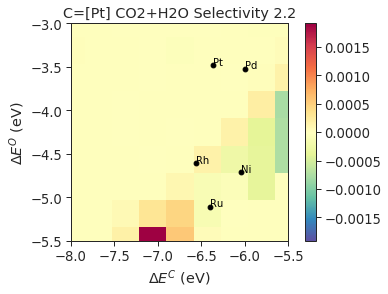 C=[Pt] CO2+H2O Selectivity 2.2
−3.0
−3.5
−4.0
−4.5
−5.0
−5.5
ΔE^O (eV)
Pt
Pd
Rh
Ni
Ru
−8.0 −7.5 −7.0 −6.5 −6.0 −5.5
ΔE^C (eV)
0.0015
0.0010
0.0005
0.0000
−0.0005
−0.0010
−0.0015